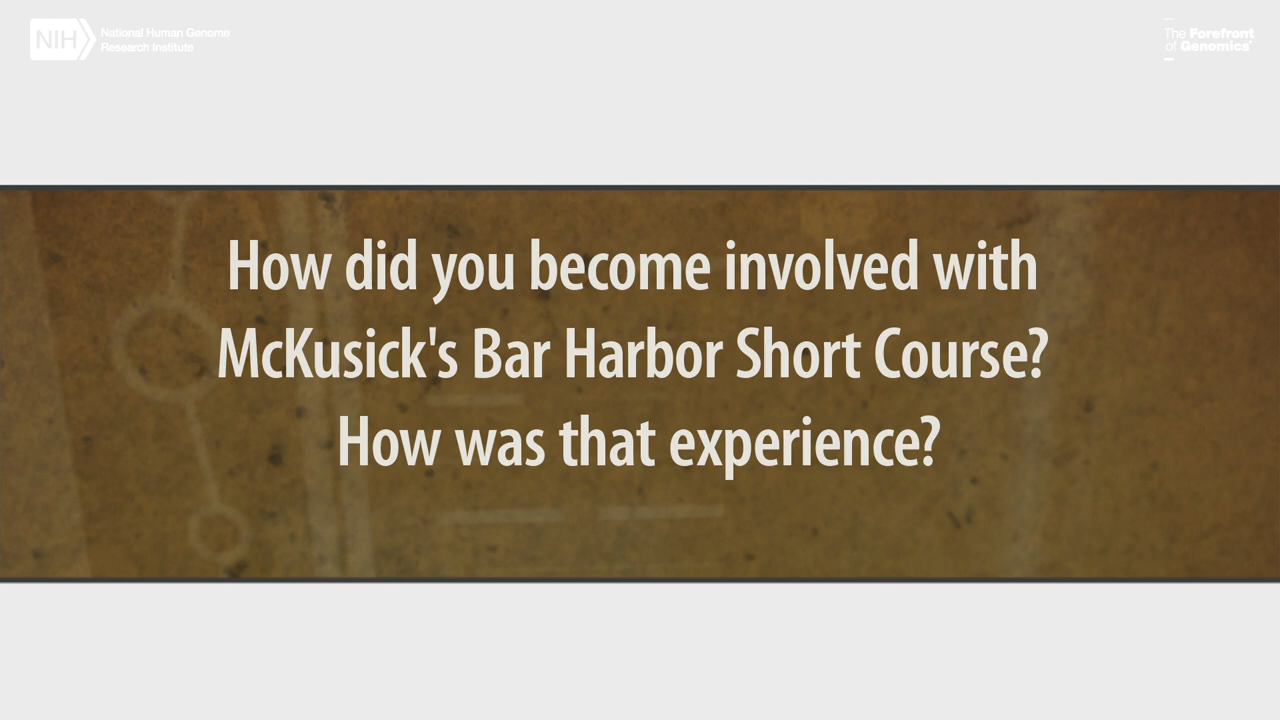 NIH
National Human Genome
Research Institute
The Forefront
of Genomics®
How did you become involved with
McKusick's Bar Harbor Short Course?
How was that experience?